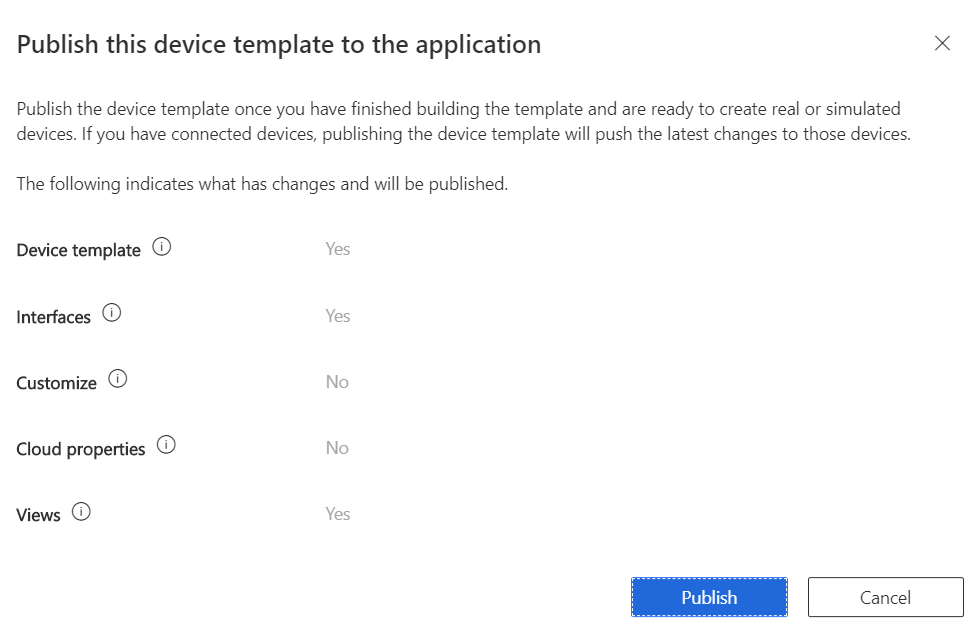 Publish this device template to the application
Publish the device template once you have finished building the template and are ready to create real or simulated
devices. If you have connected devices, publishing the device template will push the latest changes to those devices.
The following indicates what has changes and will be published.
Device template Yes
Interfaces Yes
Customize No
Cloud properties No
Views Yes
Publish Cancel